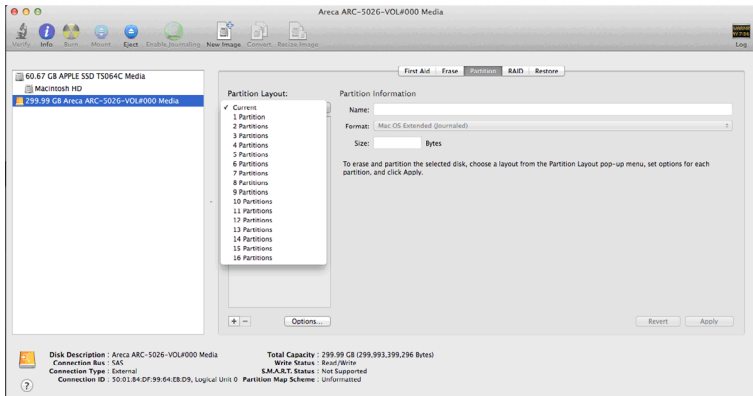 Areca ARC-5026-VOL#000 Media
Verify Info Burn Mount Eject Enable Journaling New Image Convert Resize Image Log
First Aid Erase Partition RAID Restore
60.67 GB APPLE SSD TS064C Media
Macintosh HD
299.99 GB Areca ARC-5026-VOL#000 Media
Partition Layout:
✓ Current
1 Partition
2 Partitions
3 Partitions
4 Partitions
5 Partitions
6 Partitions
7 Partitions
8 Partitions
9 Partitions
10 Partitions
11 Partitions
12 Partitions
13 Partitions
14 Partitions
15 Partitions
16 Partitions
+ −
Options...
Partition Information
Name:
Format: Mac OS Extended (Journaled)
Size: Bytes
To erase and partition the selected disk, choose a layout from the Partition Layout pop-up menu, set options for each
partition, and click Apply.
Revert Apply
Disk Description : Areca ARC-5026-VOL#000 Media
Connection Bus : SAS
Connection Type : External
Connection ID : 50:01:B4:DF:99:64:EB:D9, Logical Unit 0
Total Capacity : 299.99 GB (299,993,399,296 Bytes)
Write Status : Read/Write
S.M.A.R.T. Status : Not Supported
Partition Map Scheme : Unformatted
?